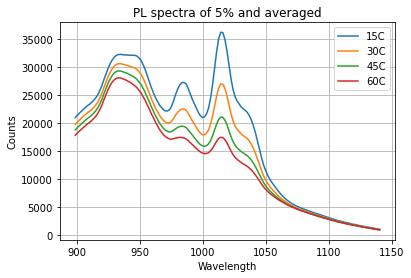 PL spectra of 5% and averaged
35000
30000
25000
20000
15000
10000
5000
0
Counts
15C
30C
45C
60C
900 950 1000 1050 1100 1150
Wavelength